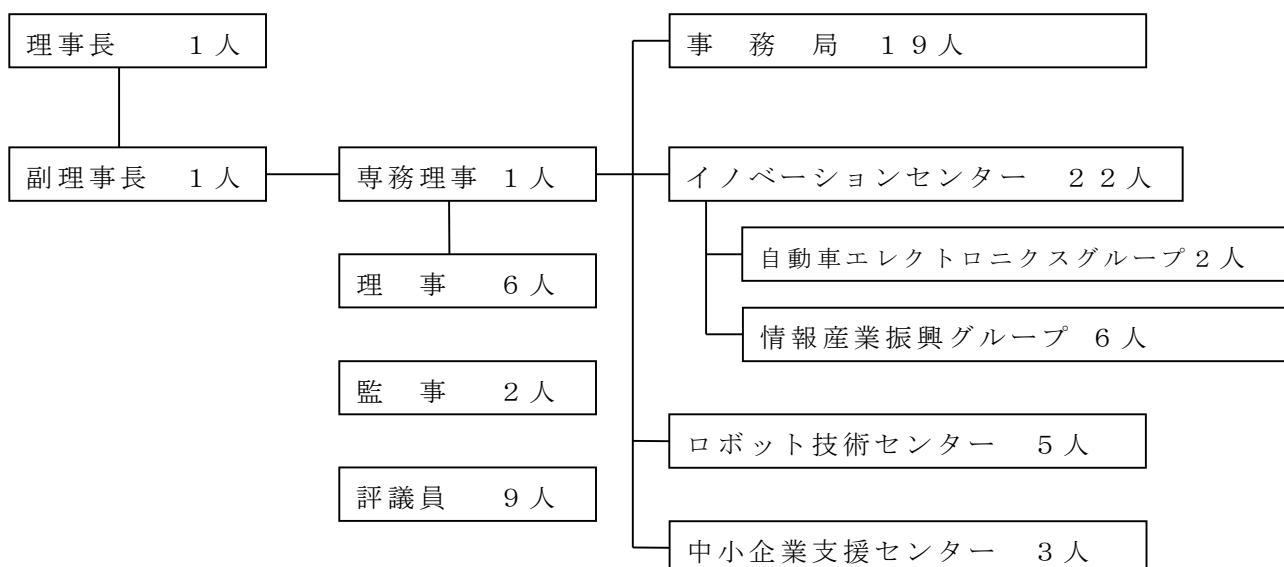 理事長　　１人
事　務　局　１９人
副理事長　１人
専務理事 １人
イノベーションセンター　２２人
自動車エレクトロニクスグループ２人
理　事　　６人
情報産業振興グループ ６人
監　事　　２人
ロボット技術センター　５人
評議員　　９人
中小企業支援センター　３人